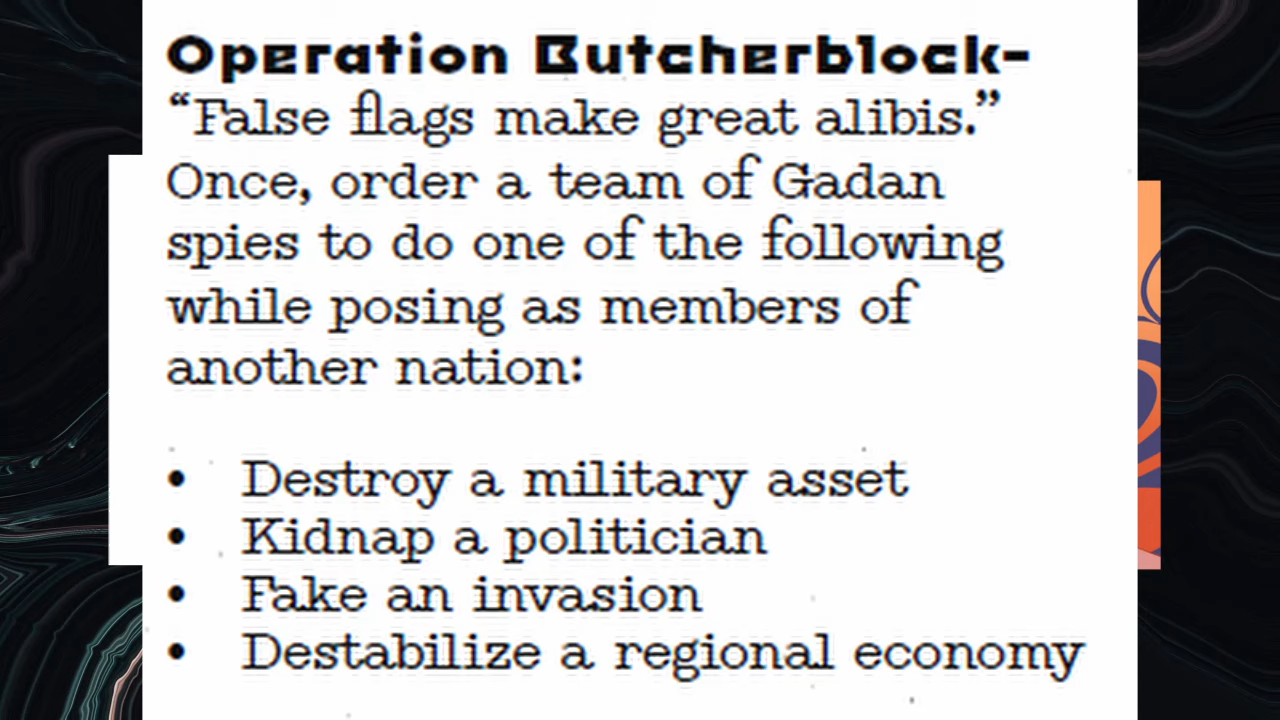 Operation Butcherblock-
“False flags make great alibis.”
Once, order a team of Gadan
spies to do one of the following
while posing as members of
another nation:
• Destroy a military asset
• Kidnap a politician
• Fake an invasion
• Destabilize a regional economy